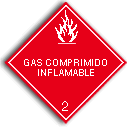 GAS COMPRIMIDO
INFLAMABLE
2